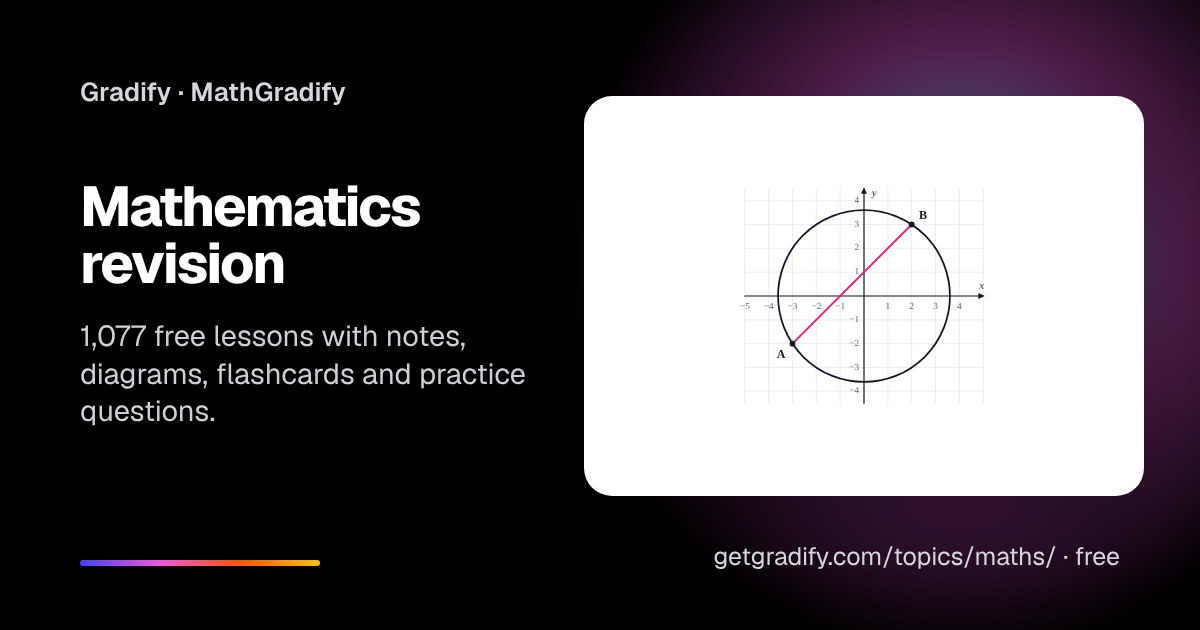 Gradify · MathGradify
Mathematics
revision
1,077 free lessons with notes,
diagrams, flashcards and practice
questions.
y
4
B
3
2
1
x
−5 −4 −3 −2 −1 1 2 3 4
−1
−2
A
−3
−4
getgradify.com/topics/maths/ · free